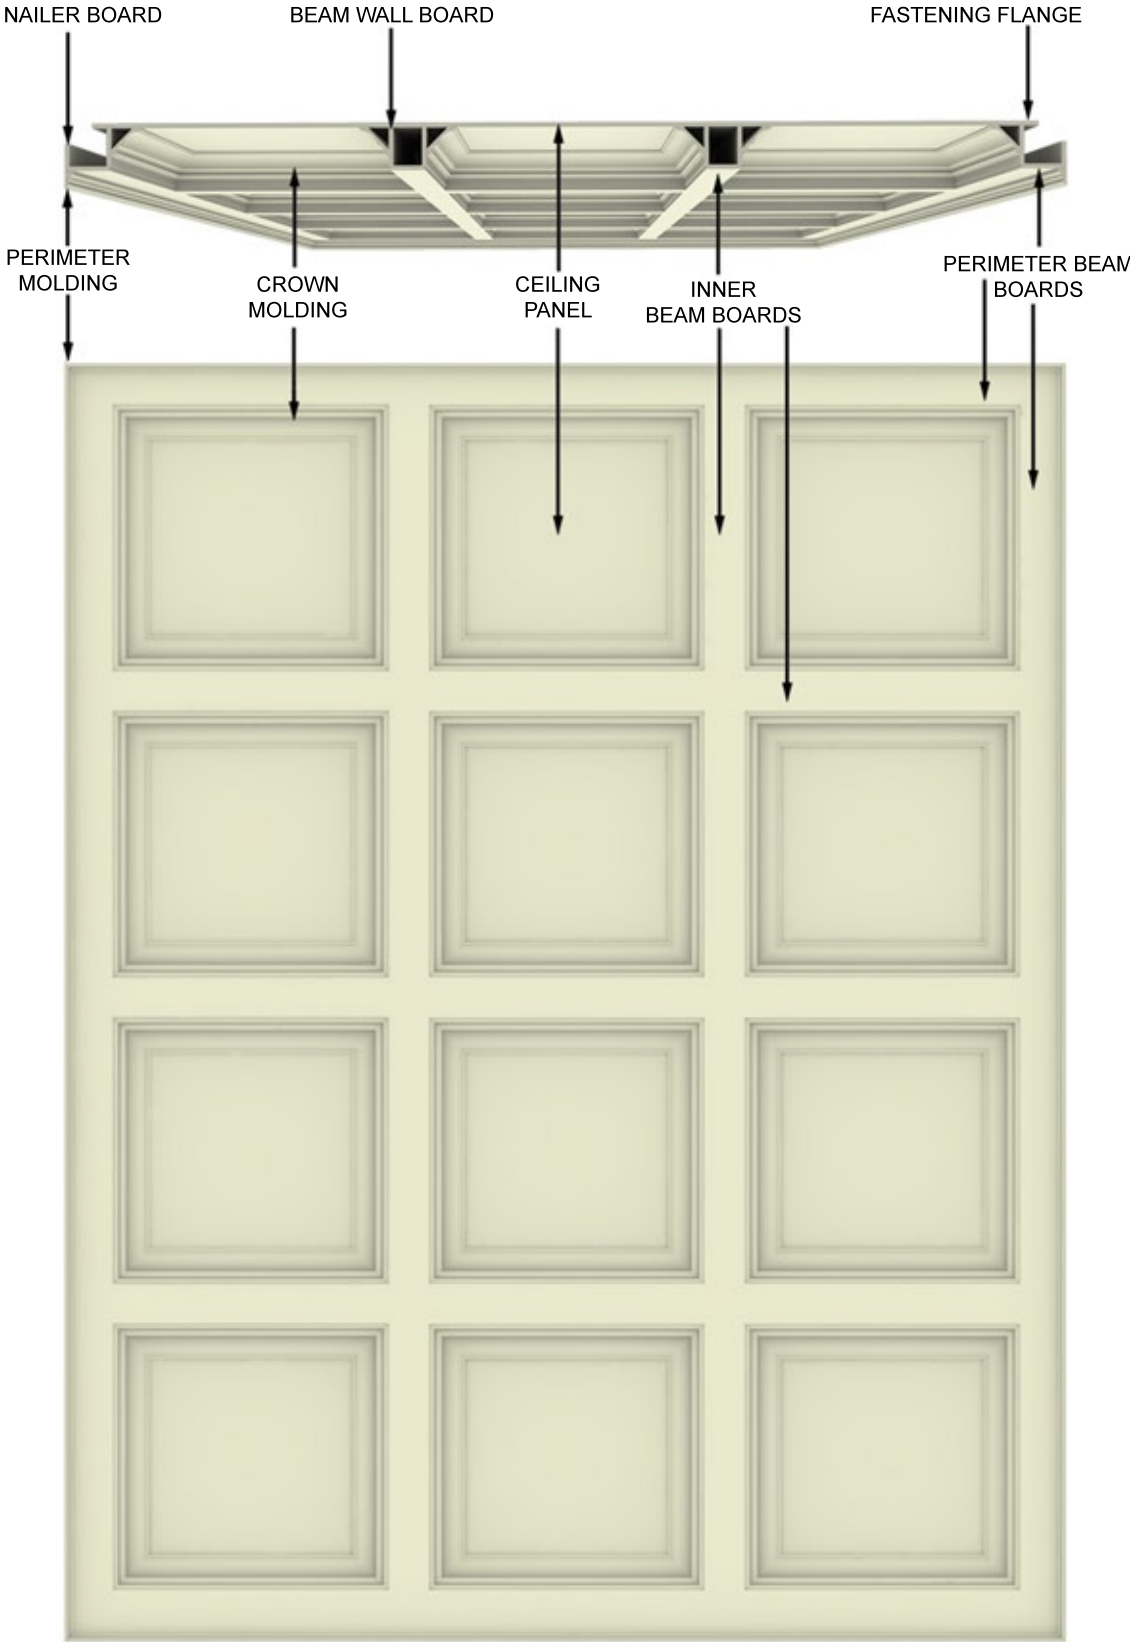 NAILER BOARD
BEAM WALL BOARD
FASTENING FLANGE
PERIMETER
MOLDING
CROWN
MOLDING
CEILING
PANEL
INNER
BEAM BOARDS
PERIMETER BEAM
BOARDS